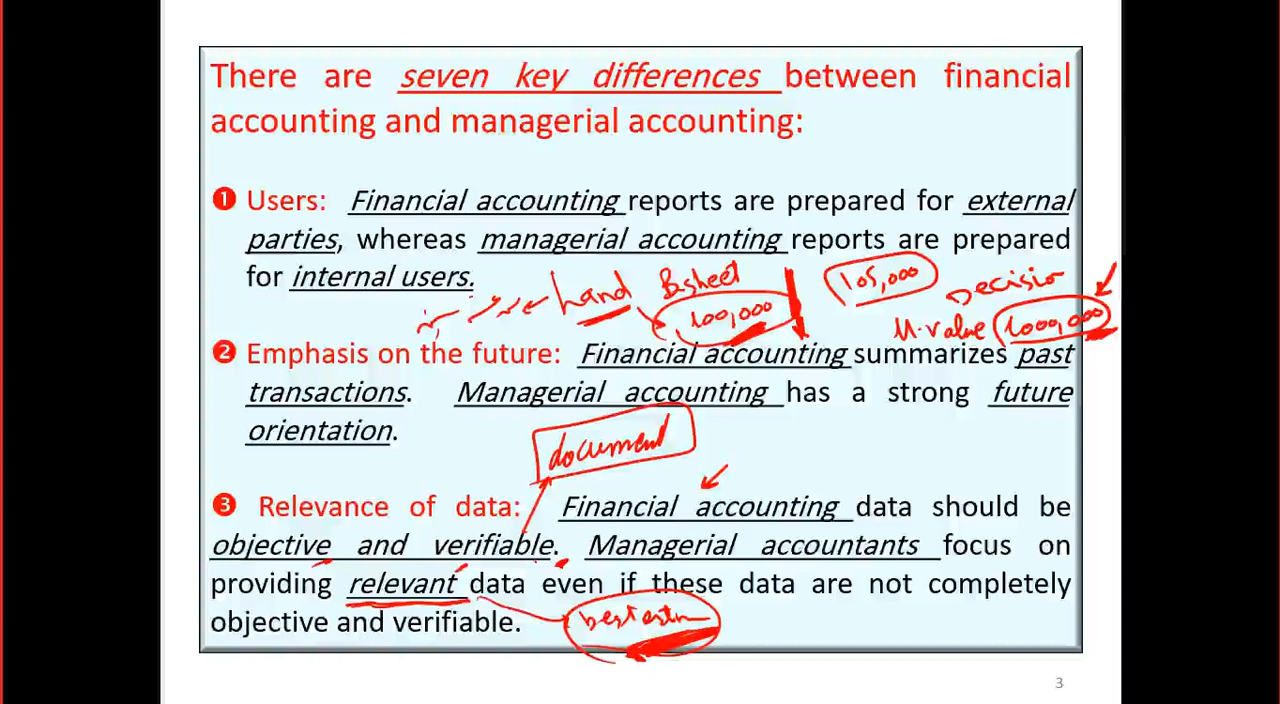 There are seven key differences between financial
accounting and managerial accounting:
❶ Users: Financial accounting reports are prepared for external
parties, whereas managerial accounting reports are prepared
for internal users.
hand B.sheet 105,000 Decision
100,000 M.value 1000,000
❷ Emphasis on the future: Financial accounting summarizes past
transactions. Managerial accounting has a strong future
orientation.
document
❸ Relevance of data: Financial accounting data should be
objective and verifiable. Managerial accountants focus on
providing relevant data even if these data are not completely
objective and verifiable.
best
3